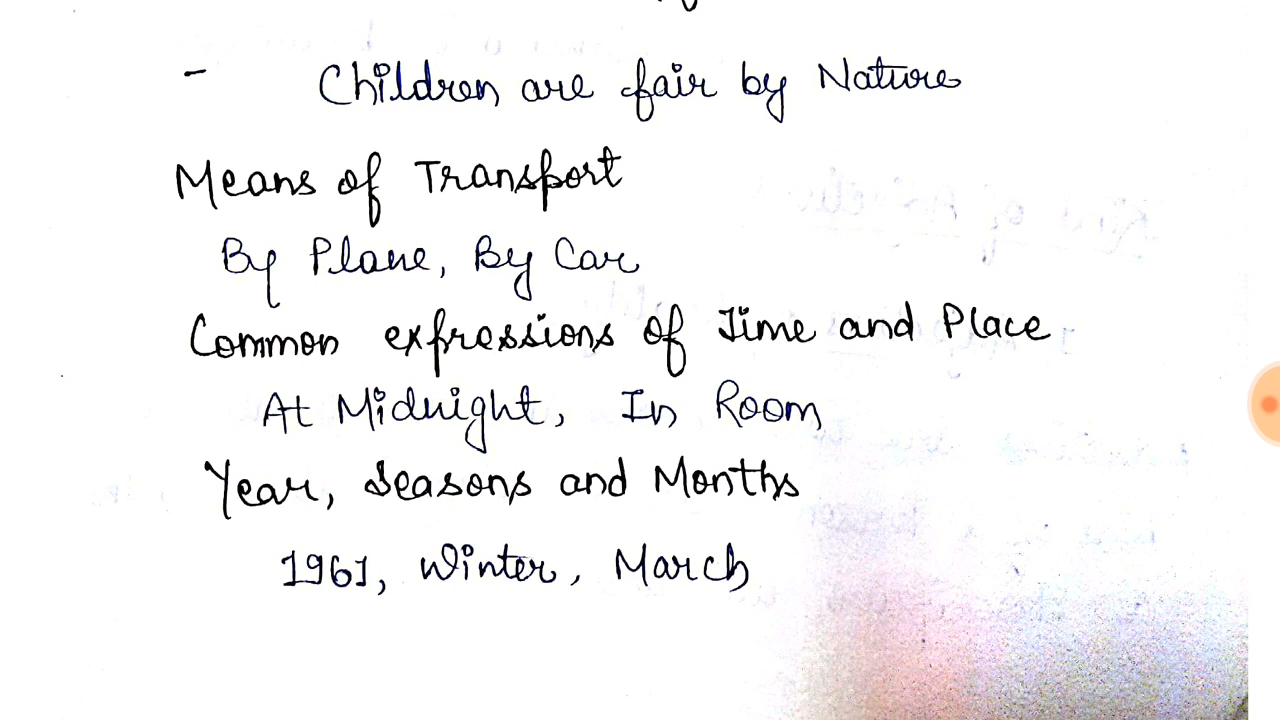 - Children are fair by Nature
Means of Transport
By Plane, By Car
Common expressions of Time and Place
At Midnight, In Room
Year, Seasons and Months
1961, Winter, March